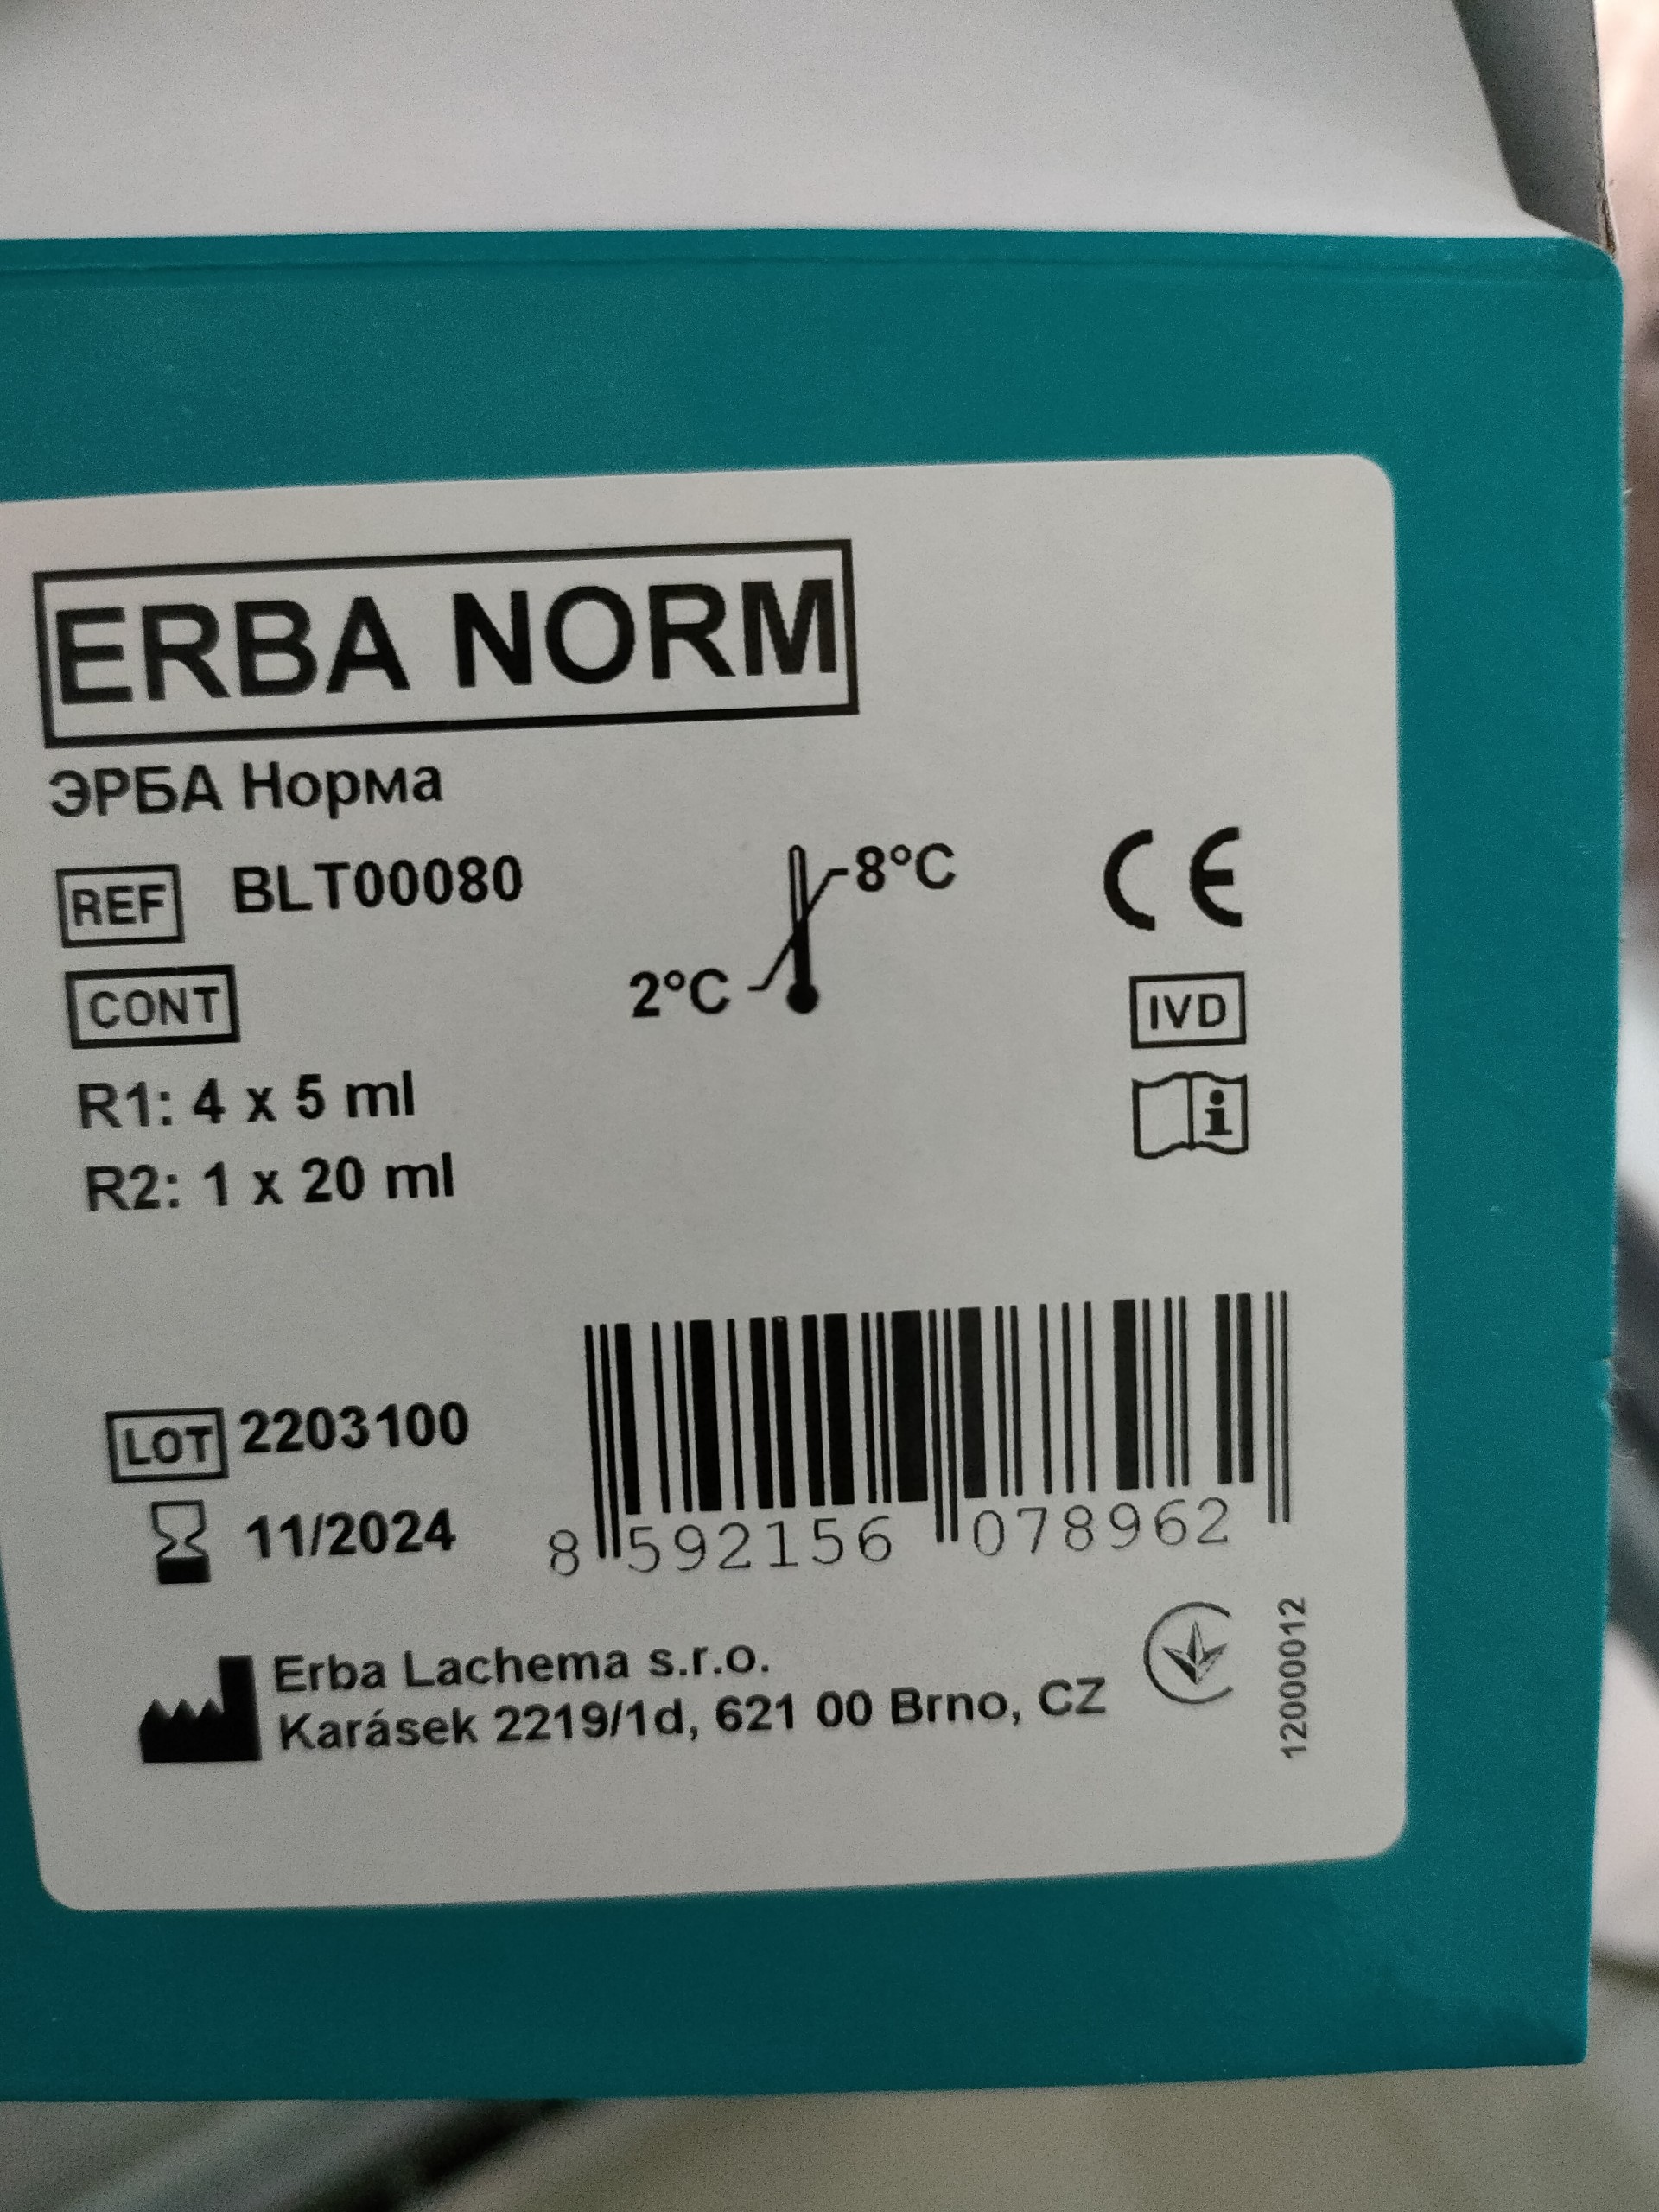 ERBA NORM
ЭРБА Норма
REF BLT00080
8°C
2°C
CE
CONT
IVD
R1: 4 x 5 ml
i
R2: 1 x 20 ml
LOT 2203100
11/2024
8 592156 078962
Erba Lachema s.r.o.
Karásek 2219/1d, 621 00 Brno, CZ
12000012